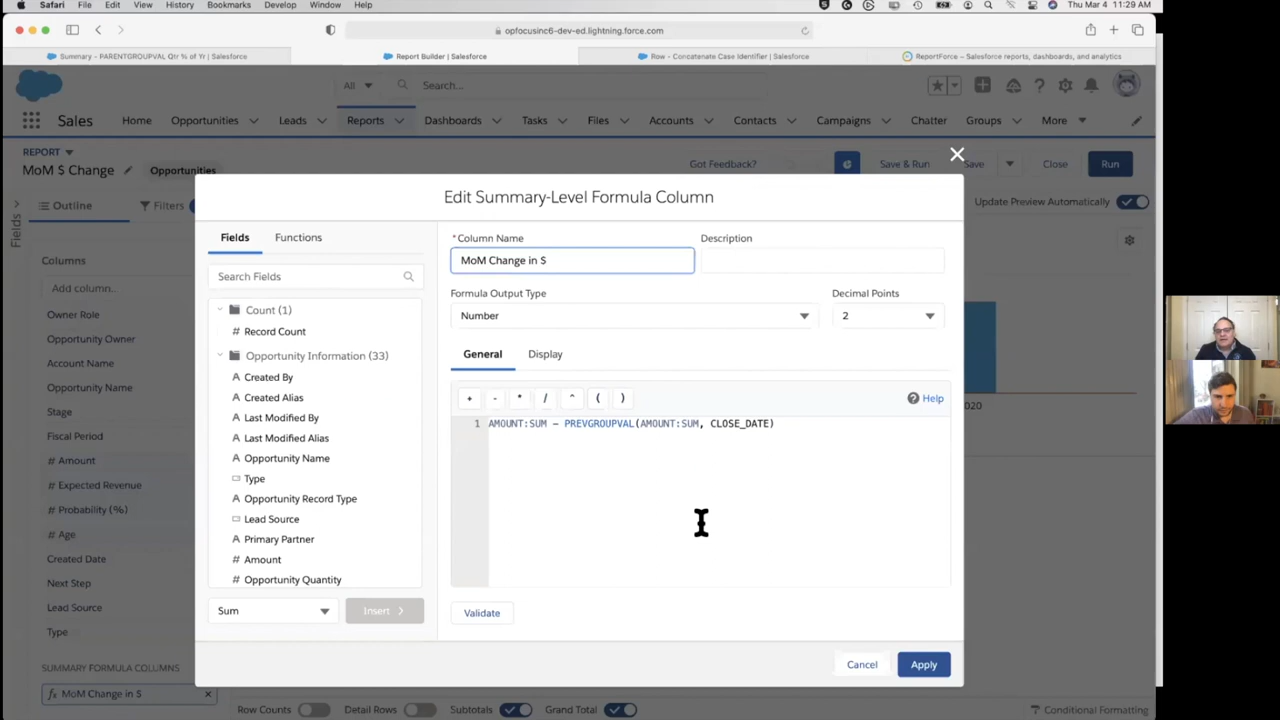 Safari File Edit View History Bookmarks Develop Window Help Thu Mar 4 11:29 AM
opfocusinc6-dev-ed.lightning.force.com
Summary - PARENTGROUPVAL Qtr % of Yr | Salesforce
Report Builder | Salesforce
Row - Concatenate Case Identifier | Salesforce
ReportForce – Salesforce reports, dashboards, and analytics
All Search...
Sales Home Opportunities Leads Reports Dashboards Tasks Files Accounts Contacts Campaigns Chatter Groups More
REPORT
MoM $ Change Opportunities
Got Feedback? Save & Run Save Close Run
Fields
Outline Filters
Update Preview Automatically
Columns
Add column..
Owner Role
Opportunity Owner
Account Name
Opportunity Name
Stage
Fiscal Period
# Amount
# Expected Revenue
# Probability (%)
# Age
Created Date
Next Step
Lead Source
Type
SUMMARY FORMULA COLUMNS
fx MoM Change in $ ×
Edit Summary-Level Formula Column
Fields Functions
Search Fields
Count (1)
# Record Count
Opportunity Information (33)
A Created By
A Created Alias
A Last Modified By
A Last Modified Alias
A Opportunity Name
Type
A Opportunity Record Type
Lead Source
A Primary Partner
# Amount
# Opportunity Quantity
Sum Insert
*Column Name Description
MoM Change in $
Formula Output Type Decimal Points
Number 2
General Display
+ - * / ^ ( )
Help
1 AMOUNT:SUM - PREVGROUPVAL(AMOUNT:SUM, CLOSE_DATE)
Validate
Cancel Apply
2020
Row Counts Detail Rows Subtotals Grand Total Conditional Formatting